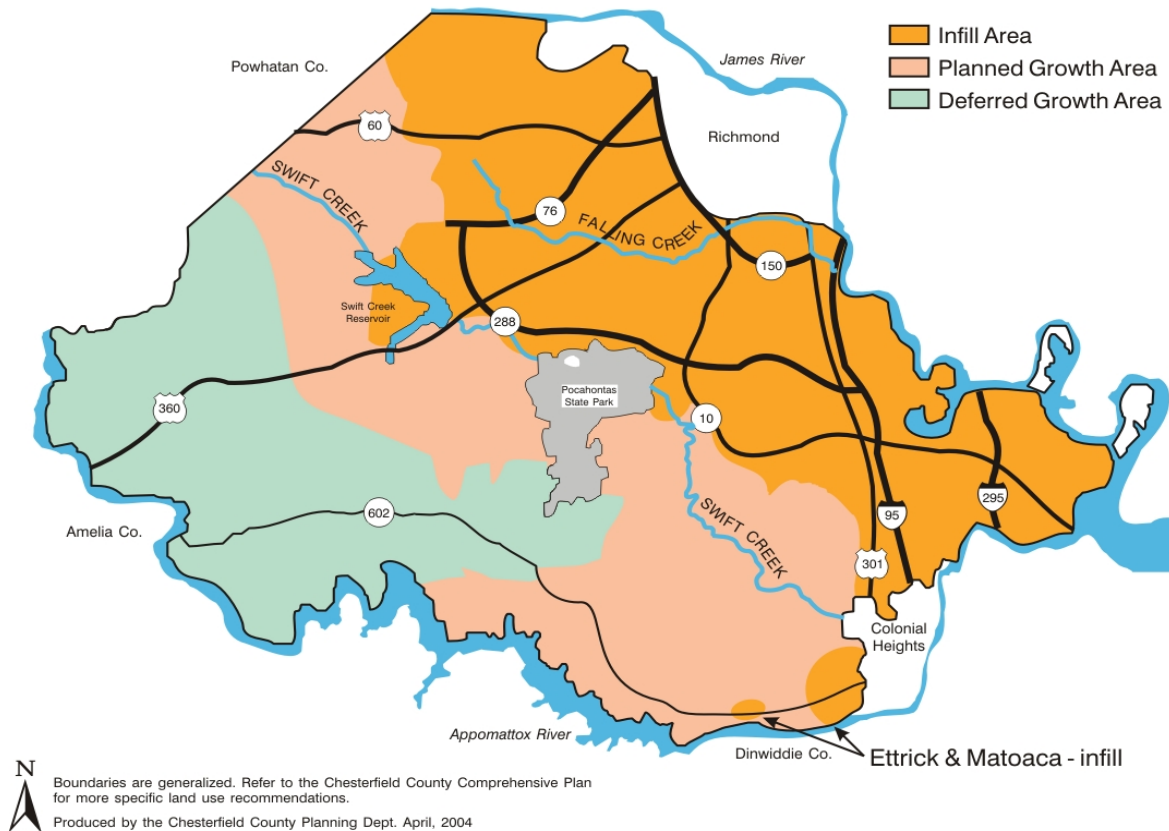 Infill Area
Planned Growth Area
Deferred Growth Area
James River
Powhatan Co.
Richmond
60
SWIFT CREEK
76
FALLING CREEK
150
Swift Creek
Reservoir
288
Pocahontas
State Park
360
10
295
95
SWIFT CREEK
602
Amelia Co.
301
Colonial
Heights
Appomattox River
Dinwiddie Co.
Ettrick & Matoaca - infill
N
Boundaries are generalized. Refer to the Chesterfield County Comprehensive Plan
for more specific land use recommendations.
Produced by the Chesterfield County Planning Dept. April, 2004